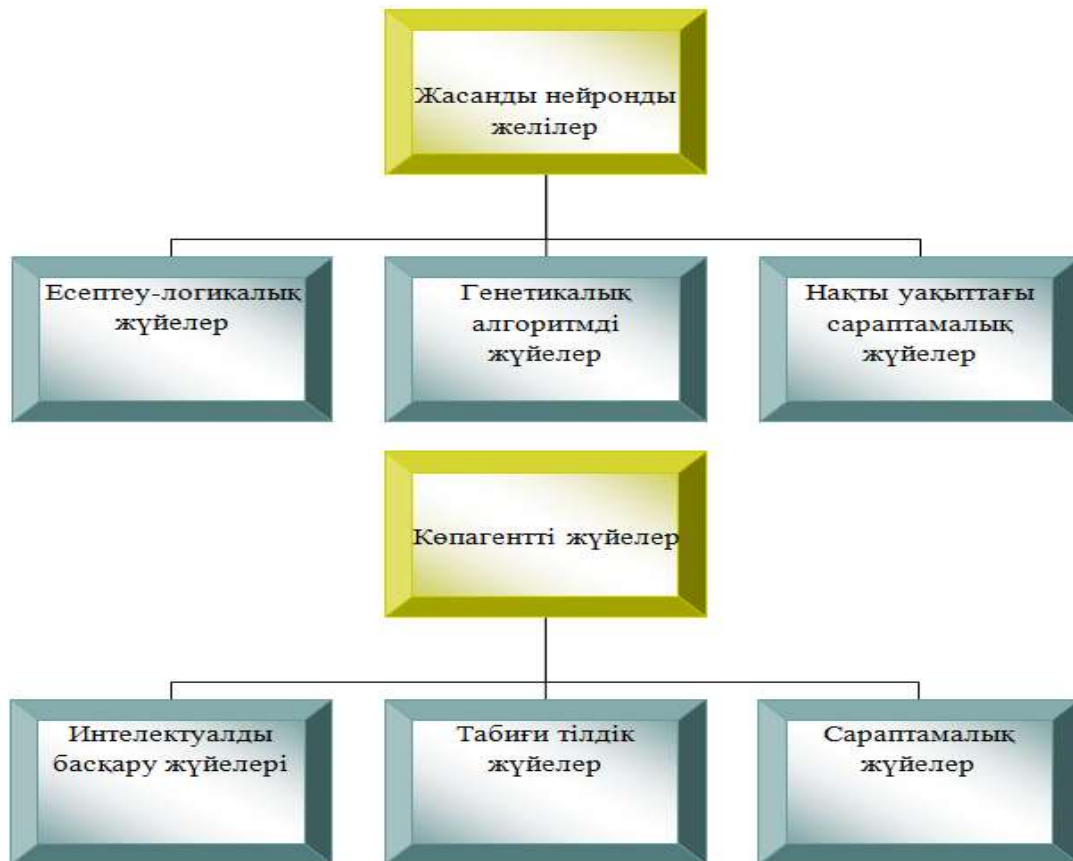 Жасанды нейронды
желілер
Есептеу-логикалық
жүйелер
Генетикалық
алгоритмді
жүйелер
Нақты уақыттағы
сараптамалық
жүйелер
Көпагентті жүйелер
Интелектуалды
басқару жүйелері
Табиғи тілдік
жүйелер
Сараптамалық
жүйелер